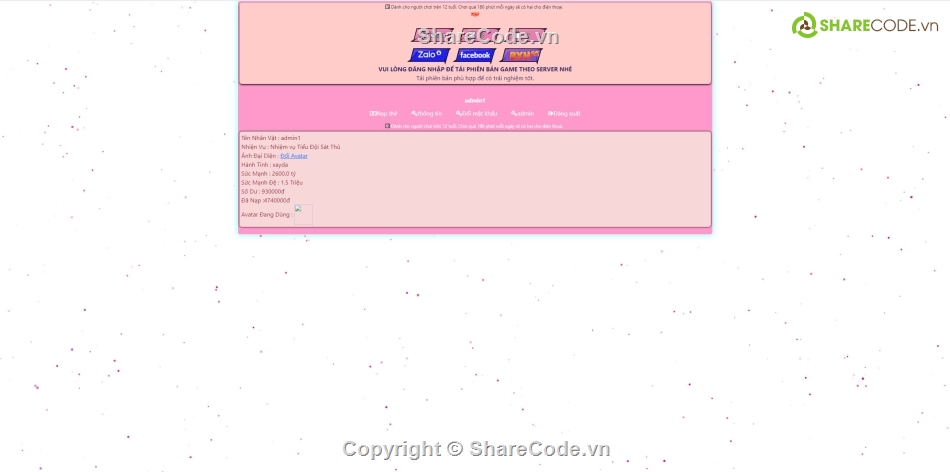 Dành cho người chơi trên 12 tuổi. Chơi quá 180 phút mỗi ngày sẽ có hại cho điện thoại.
SHARECODE.vn
ShareCode.vn
Zalo
facebook
VUI LÒNG ĐĂNG NHẬP ĐỂ TẢI PHIÊN BẢN GAME THEO SERVER NHÉ
Tải phiên bản phù hợp để có trải nghiệm tốt.
admin1
Nạp thẻ Thông tin Đổi mật khẩu admin Đăng xuất
Dành cho người chơi trên 12 tuổi. Chơi quá 180 phút mỗi ngày sẽ có hại cho điện thoại.
Tên Nhân Vật : admin1
Nhiện Vụ : Nhiệm vụ Tiểu Đội Sát Thủ
Ảnh Đại Diện : Đổi Avatar
Hành Tinh : sayda
Sức Mạnh : 2600.0 tỷ
Sức Mạnh Đệ : 1.5 Triệu
Số Dư : 930000đ
Đã Nạp :4740000đ
Avatar Đang Dùng :
Copyright © ShareCode.vn